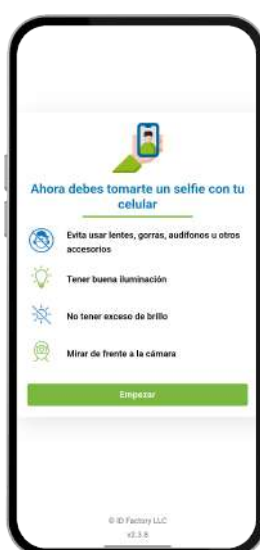 Ahora debes tomarte un selfie con tu
celular
Evita usar lentes, gorras, audífonos u otros
accesorios
Tener buena iluminación
No tener exceso de brillo
Mirar de frente a la cámara
Empezar
© ID Factory LLC
v2.3.6